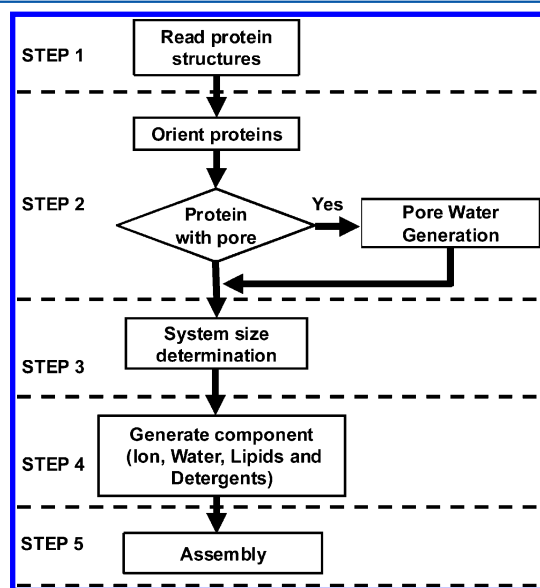 STEP 1
Read protein
structures
Orient proteins
STEP 2
Protein
with pore
Yes
Pore Water
Generation
STEP 3
System size
determination
STEP 4
Generate component
(Ion, Water, Lipids and
Detergents)
STEP 5
Assembly